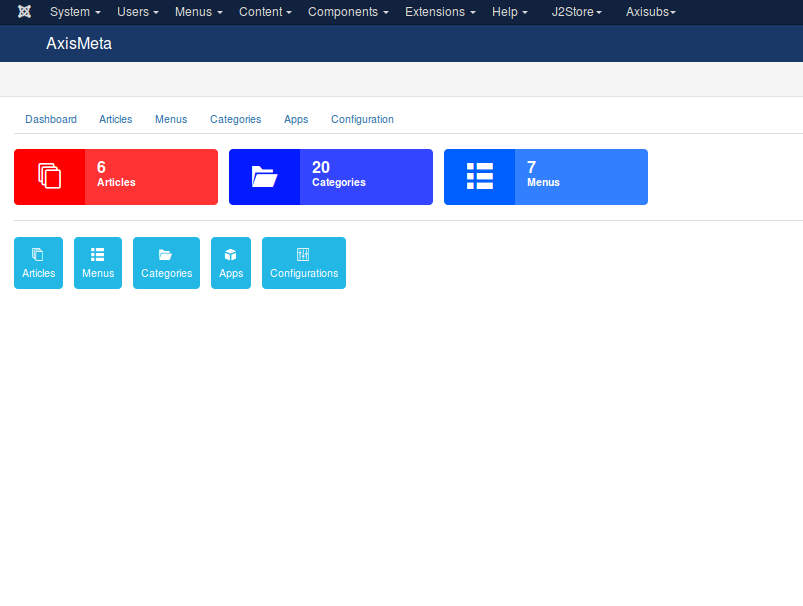 System Users Menus Content Components Extensions Help J2Store Axisubs
AxisMeta
Dashboard Articles Menus Categories Apps Configuration
6
Articles
20
Categories
7
Menus
Articles Menus Categories Apps Configurations